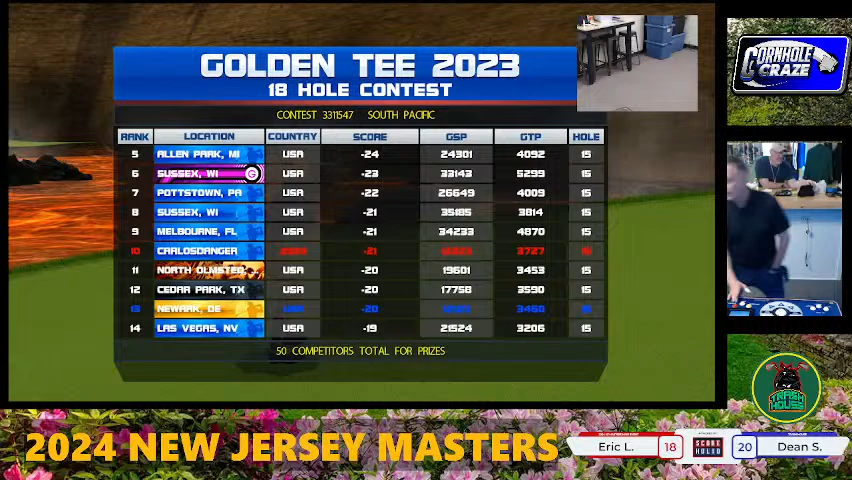 GOLDEN TEE 2023
18 HOLE CONTEST
CONTEST 3311547 SOUTH PACIFIC
RANK LOCATION COUNTRY SCORE GSP GTP HOLE
5 ALLEN PARK, MI USA -24 24301 4092 15
6 SUSSEX, WI USA -23 33143 5299 15
7 POTTSTOWN, PA USA -22 26649 4009 15
8 SUSSEX, WI USA -21 35185 3814 15
9 MELBOURNE, FL USA -21 34233 4870 15
10 CARLOSDANGER -21 3727
11 NORTH OLMSTED, USA -20 19601 3453 15
12 CEDAR PARK, TX USA -20 17758 3590 15
13 NEWARK, DE USA -20 3460
14 LAS VEGAS, NV USA -19 21524 3206 15
50 COMPETITORS TOTAL FOR PRIZES
CORNHOLE
CRAZE
TRASH
HOUSE
2024 NEW JERSEY MASTERS
Eric L. 18 SCORE HOLIO 20 Dean S.